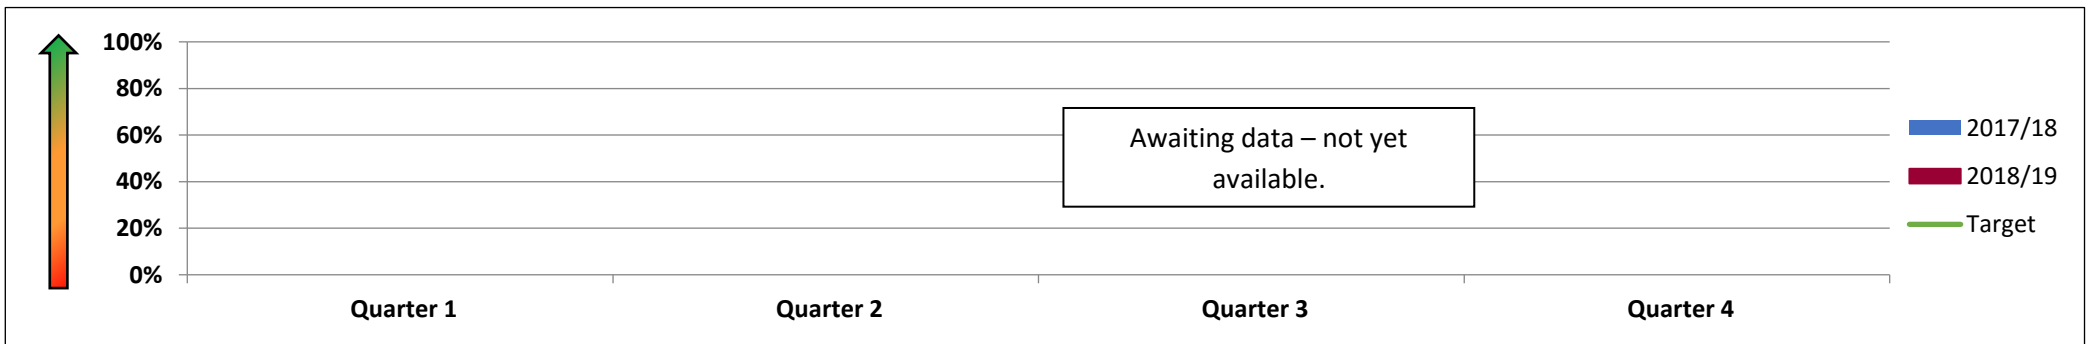 100%
80%
60%
40%
20%
0%
Awaiting data – not yet
available.
Quarter 1
Quarter 2
Quarter 3
Quarter 4
2017/18
2018/19
Target